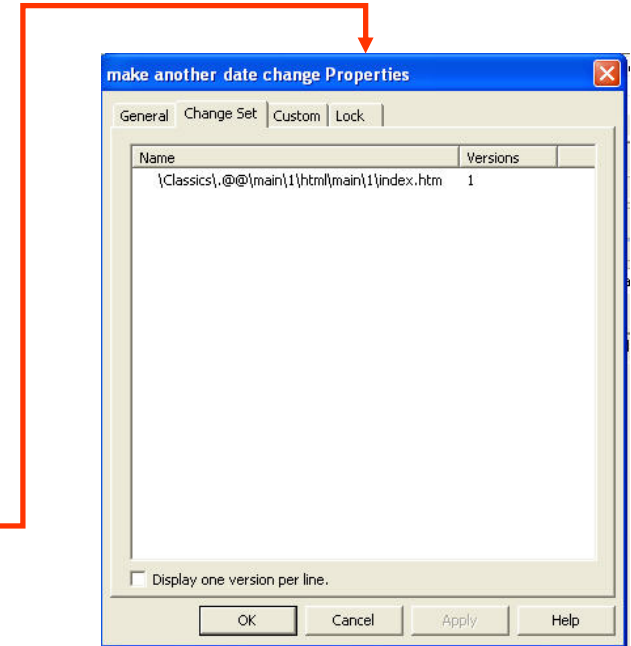 make another date change Properties
General Change Set Custom Lock
Name Versions
\Classics\.@@\main\1\html\main\1\index.htm 1
Display one version per line.
OK Cancel Apply Help